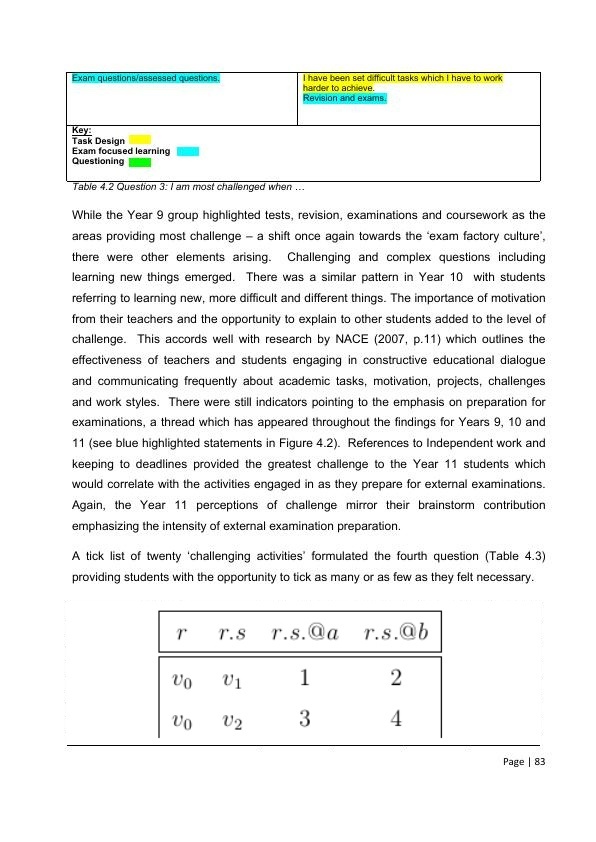 Exam questions/assessed questions.
I have been set difficult tasks which I have to work
harder to achieve.
Revision and exams.
Key:
Task Design
Exam focused learning
Questioning
Table 4.2 Question 3: I am most challenged when …
While the Year 9 group highlighted tests, revision, examinations and coursework as the
areas providing most challenge – a shift once again towards the ‘exam factory culture’,
there were other elements arising. Challenging and complex questions including
learning new things emerged. There was a similar pattern in Year 10 with students
referring to learning new, more difficult and different things. The importance of motivation
from their teachers and the opportunity to explain to other students added to the level of
challenge. This accords well with research by NACE (2007, p.11) which outlines the
effectiveness of teachers and students engaging in constructive educational dialogue
and communicating frequently about academic tasks, motivation, projects, challenges
and work styles. There were still indicators pointing to the emphasis on preparation for
examinations, a thread which has appeared throughout the findings for Years 9, 10 and
11 (see blue highlighted statements in Figure 4.2). References to Independent work and
keeping to deadlines provided the greatest challenge to the Year 11 students which
would correlate with the activities engaged in as they prepare for external examinations.
Again, the Year 11 perceptions of challenge mirror their brainstorm contribution
emphasizing the intensity of external examination preparation.
A tick list of twenty ‘challenging activities’ formulated the fourth question (Table 4.3)
providing students with the opportunity to tick as many or as few as they felt necessary.
r r.s r.s.@a r.s.@b
v₀ v₁ 1 2
v₀ v₂ 3 4
Page | 83